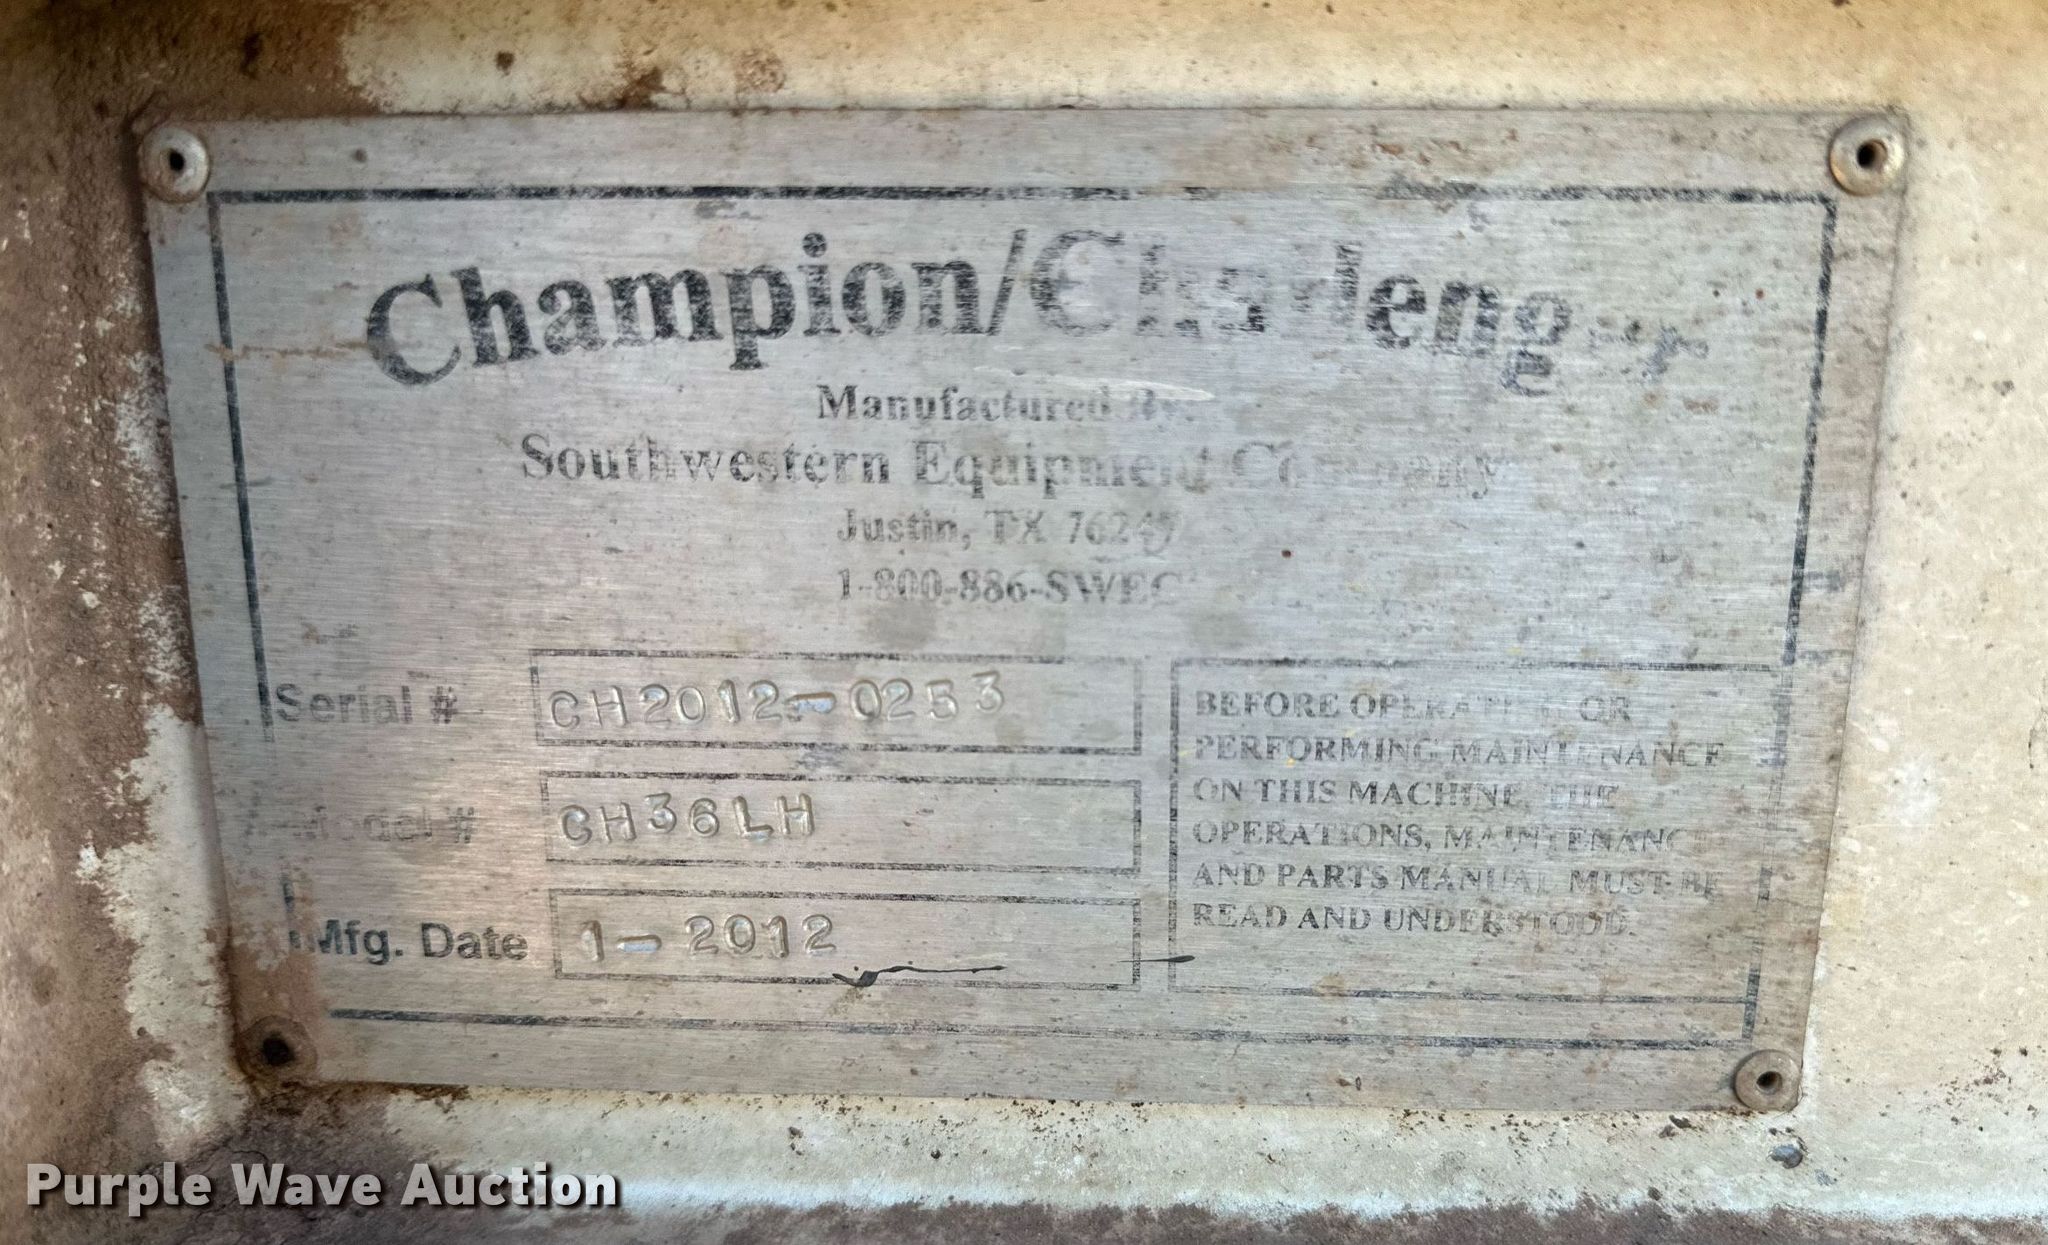 Champion/Challenger
Manufactured By:
Southwestern Equipment Company
Justin, TX 76247
1-800-886-SWEC
Serial # CH2012-0253
Model # CH36LH
Mfg. Date 1-2012
BEFORE OPERATING OR
PERFORMING MAINTENANCE
ON THIS MACHINE, THE
OPERATIONS, MAINTENANCE
AND PARTS MANUAL MUST BE
READ AND UNDERSTOOD.
Purple Wave Auction